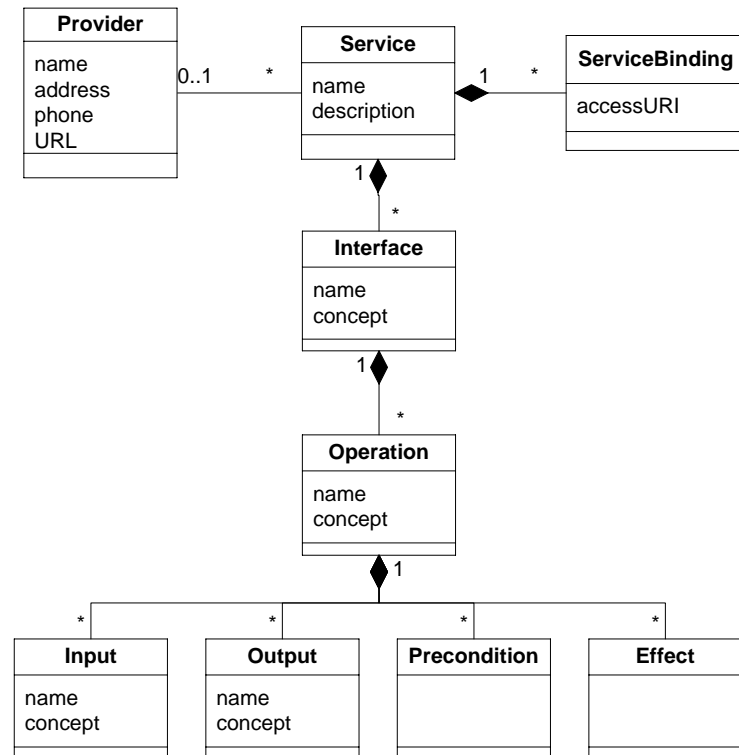 Provider
name
address
phone
URL
0..1
*
Service
name
description
1
*
ServiceBinding
accessURI
1
*
Interface
name
concept
1
*
Operation
name
concept
1
*
*
*
*
Input
name
concept
Output
name
concept
Precondition
Effect